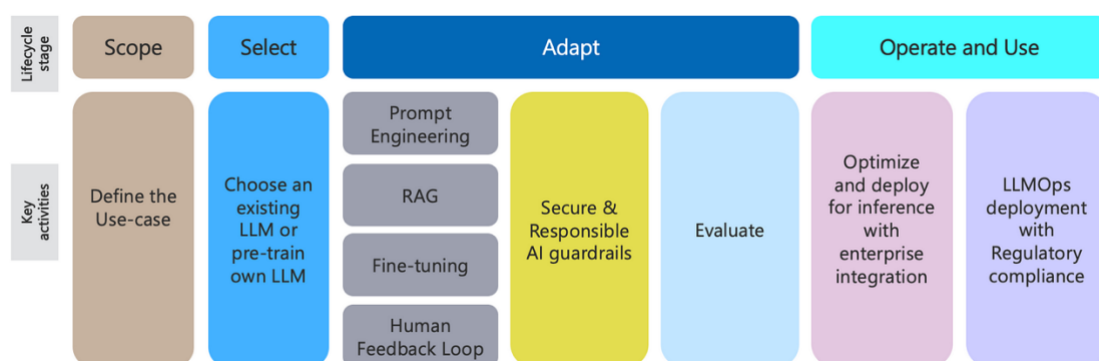 Lifecycle
stage
Scope
Select
Adapt
Operate and Use
Key
activities
Define the
Use-case
Choose an
existing
LLM or
pre-train
own LLM
Prompt
Engineering
RAG
Fine-tuning
Human
Feedback Loop
Secure &
Responsible
AI guardrails
Evaluate
Optimize
and deploy
for inference
with
enterprise
integration
LLMOps
deployment
with
Regulatory
compliance